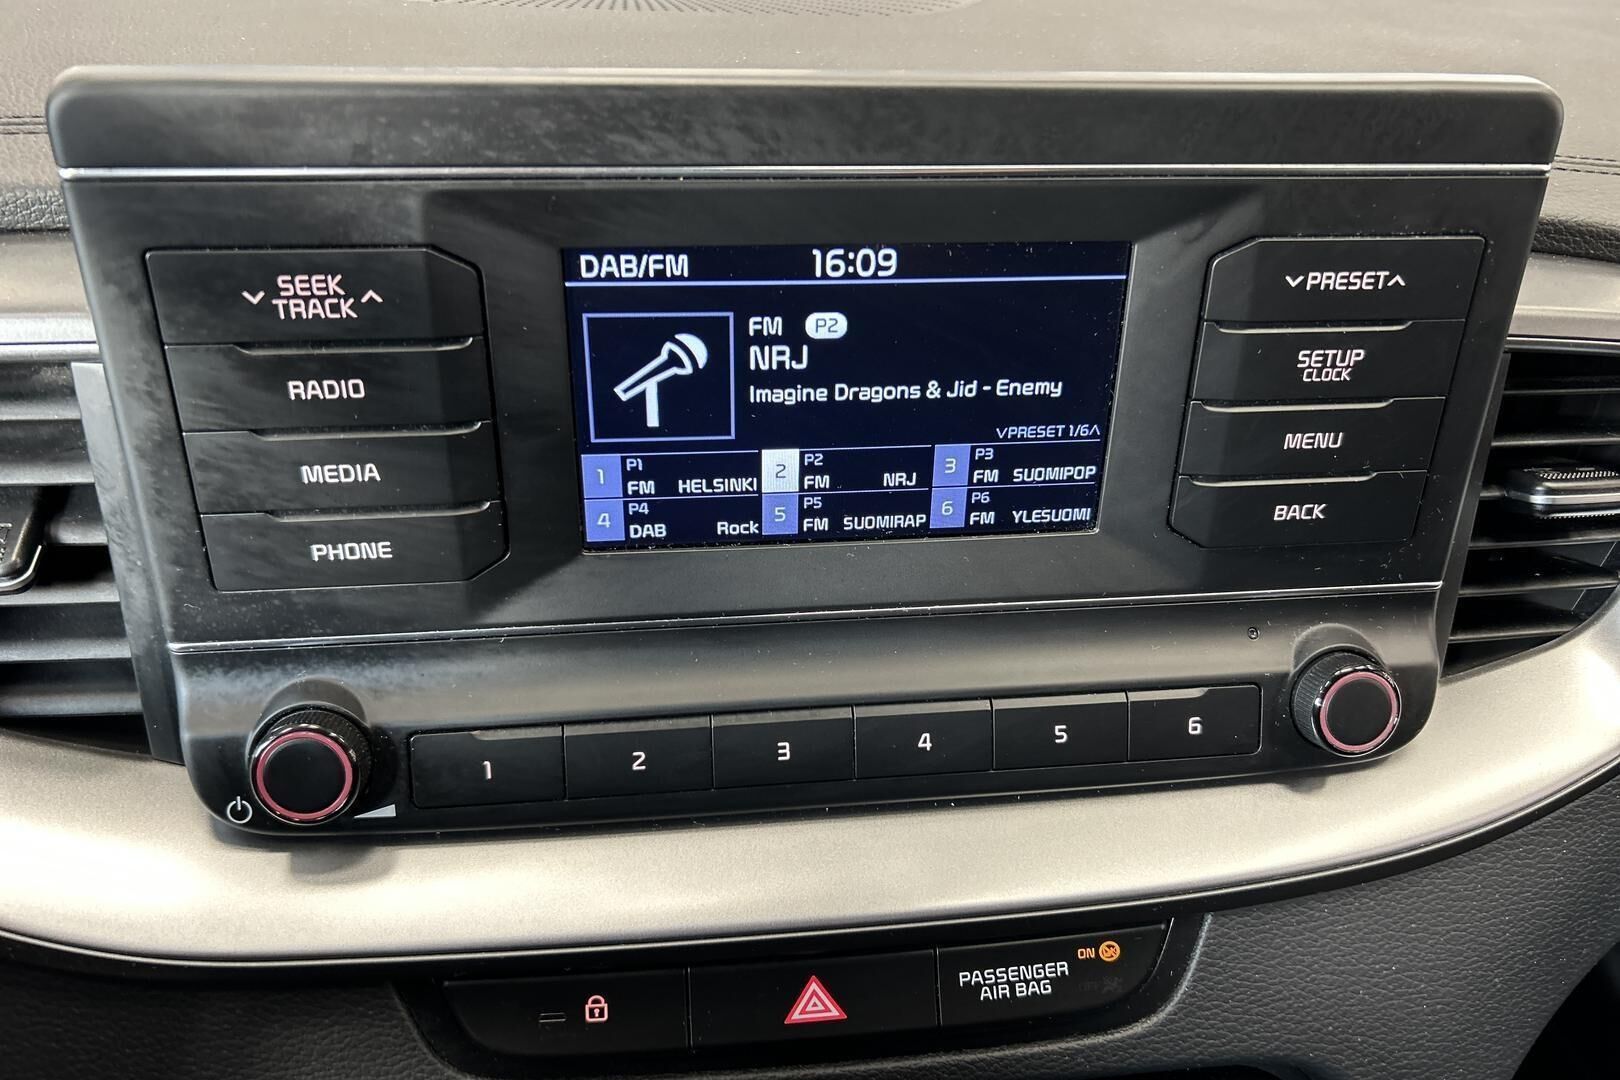 DAB/FM 16:09
SEEK
TRACK
RADIO
MEDIA
PHONE
FM P2
NRJ
Imagine Dragons & Jid - Enemy
PRESET 1/6
1 P1 FM HELSINKI
2 P2 FM NRJ
3 P3 FM SUOMIPOP
4 P4 DAB Rock
5 P5 FM SUOMIRAP
6 P6 FM YLESUOMI
PRESET
SETUP
CLOCK
MENU
BACK
1 2 3 4 5 6
PASSENGER
AIR BAG
ON
OFF